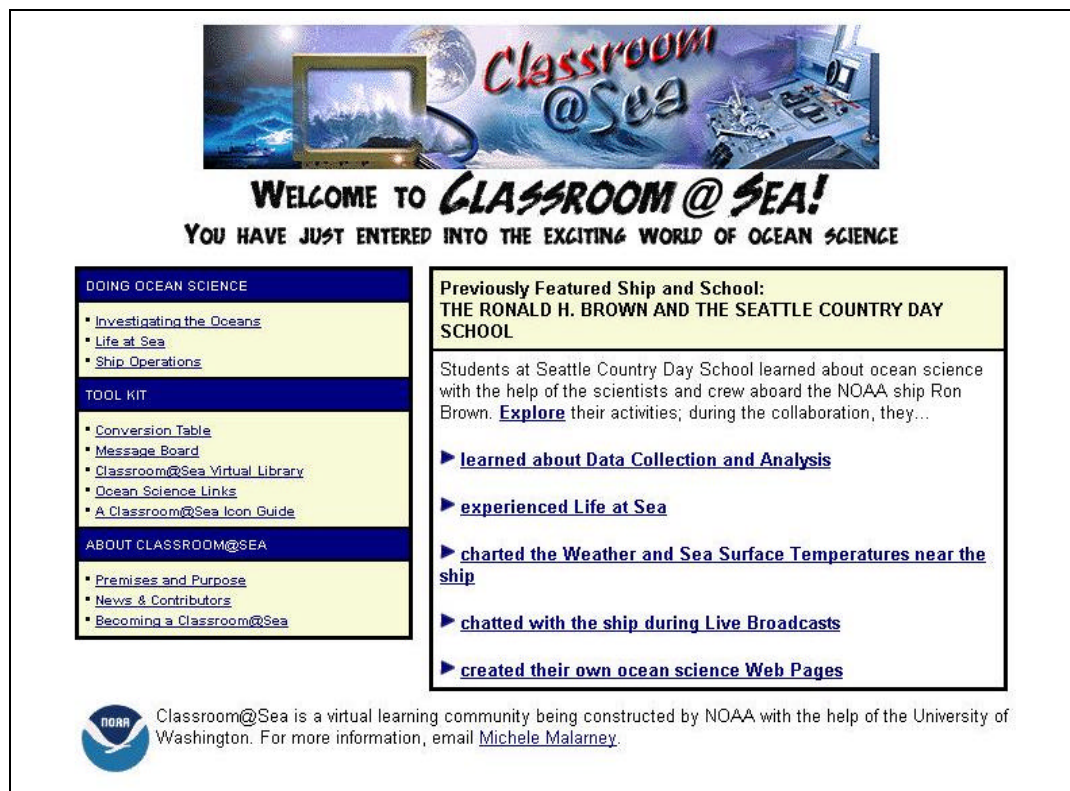 Classroom
@Sea
WELCOME TO CLASSROOM @ SEA!
YOU HAVE JUST ENTERED INTO THE EXCITING WORLD OF OCEAN SCIENCE
DOING OCEAN SCIENCE
▪ Investigating the Oceans
▪ Life at Sea
▪ Ship Operations
TOOL KIT
▪ Conversion Table
▪ Message Board
▪ Classroom@Sea Virtual Library
▪ Ocean Science Links
▪ A Classroom@Sea Icon Guide
ABOUT CLASSROOM@SEA
▪ Premises and Purpose
▪ News & Contributors
▪ Becoming a Classroom@Sea
Previously Featured Ship and School:
THE RONALD H. BROWN AND THE SEATTLE COUNTRY DAY
SCHOOL
Students at Seattle Country Day School learned about ocean science
with the help of the scientists and crew aboard the NOAA ship Ron
Brown. Explore their activities; during the collaboration, they...
► learned about Data Collection and Analysis
► experienced Life at Sea
► charted the Weather and Sea Surface Temperatures near the
ship
► chatted with the ship during Live Broadcasts
► created their own ocean science Web Pages
NOAA
Classroom@Sea is a virtual learning community being constructed by NOAA with the help of the University of
Washington. For more information, email Michele Malarney.